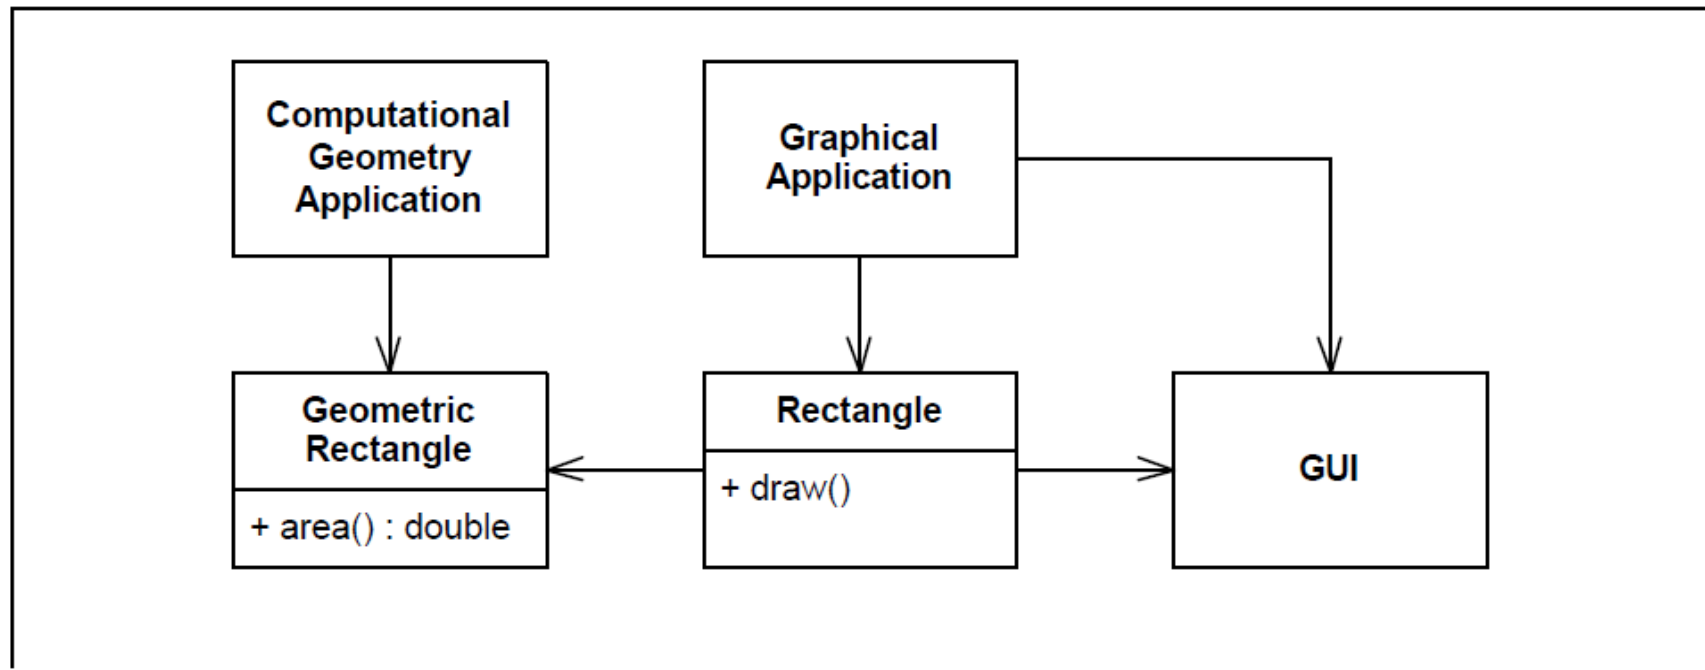 Computational
Geometry
Application
Graphical
Application
Geometric
Rectangle
+ area() : double
Rectangle
+ draw()
GUI